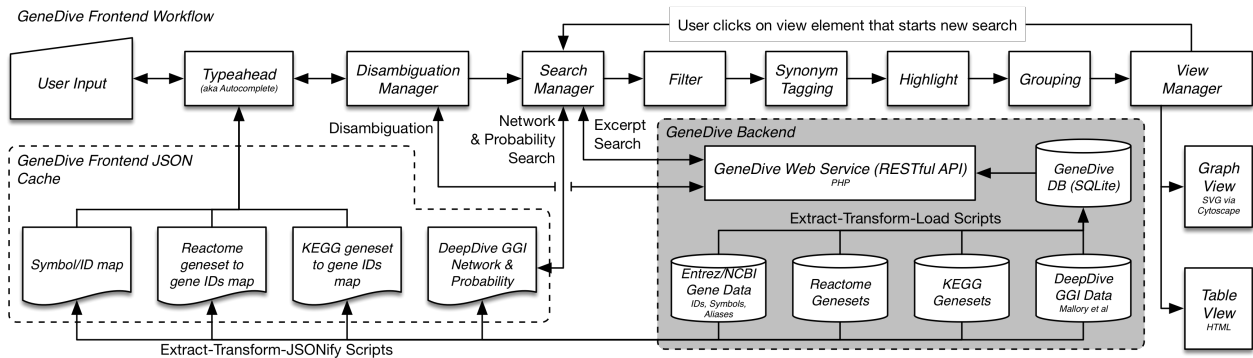 GeneDive Frontend Workflow
User clicks on view element that starts new search
User Input
Typeahead
(aka Autocomplete)
Disambiguation
Manager
Search
Manager
Filter
Synonym
Tagging
Highlight
Grouping
View
Manager
Disambiguation
Network
& Probability
Search
Excerpt
Search
GeneDive Backend
GeneDive Web Service (RESTful API)
PHP
GeneDive
DB (SQLite)
Graph
View
SVG via
Cytoscape
GeneDive Frontend JSON
Cache
Extract-Transform-Load Scripts
Symbol/ID map
Reactome
geneset to
gene IDs map
KEGG geneset
to gene IDs
map
DeepDive GGI
Network &
Probability
Entrez/NCBI
Gene Data
IDs, Symbols,
Aliases
Reactome
Genesets
KEGG
Genesets
DeepDive
GGI Data
Mallory et al
Table
VIew
HTML
Extract-Transform-JSONify Scripts